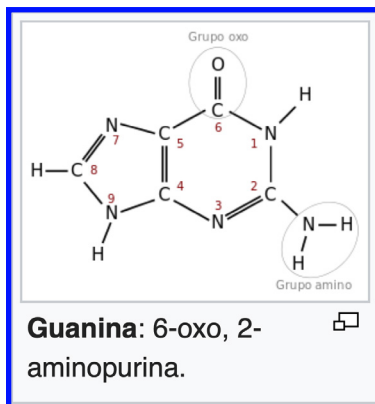 Grupo oxo
O
H
C
6
N
7
C
5
N
1
H
C
8
9
N
C
4
3
N
2
C
N
H
H
H
Grupo amino
Guanina: 6-oxo, 2-
aminopurina.